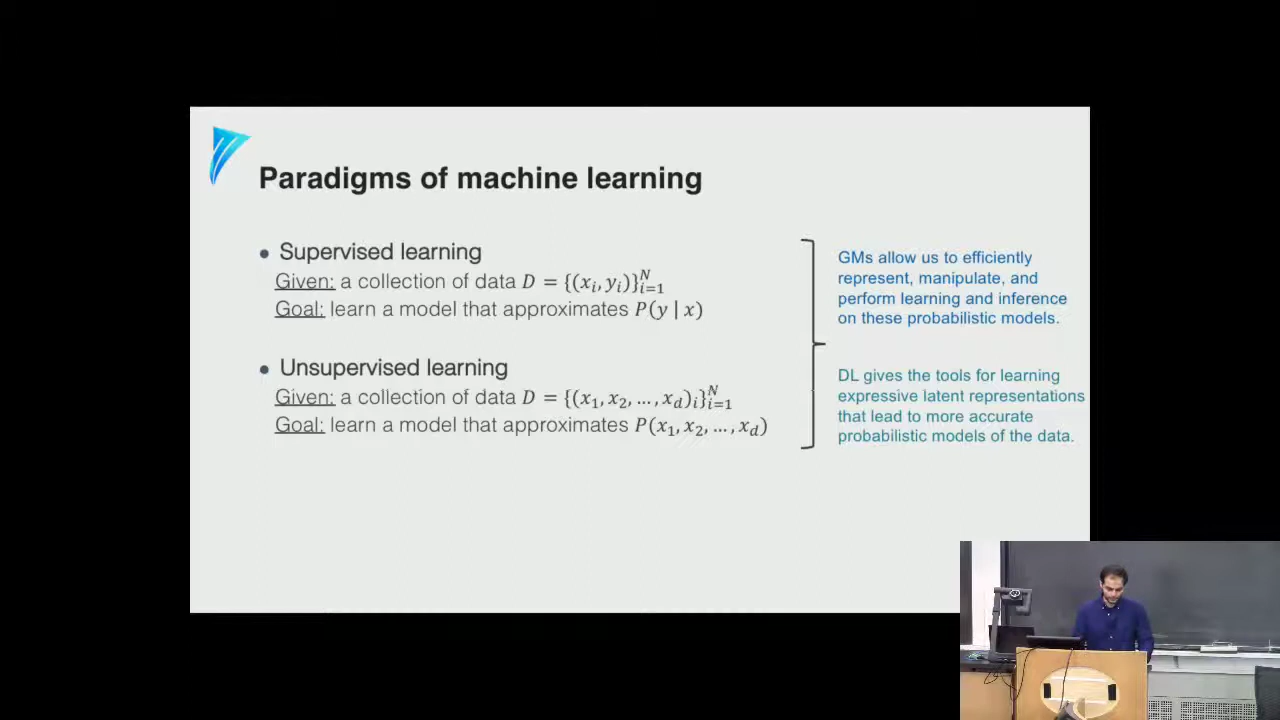 Paradigms of machine learning
• Supervised learning
Given: a collection of data D = {(xᵢ, yᵢ)}ᵢ₌₁ᴺ
Goal: learn a model that approximates P(y | x)
• Unsupervised learning
Given: a collection of data D = {(x₁, x₂, …, x_d)ᵢ}ᵢ₌₁ᴺ
Goal: learn a model that approximates P(x₁, x₂, …, x_d)
GMs allow us to efficiently
represent, manipulate, and
perform learning and inference
on these probabilistic models.
DL gives the tools for learning
expressive latent representations
that lead to more accurate
probabilistic models of the data.